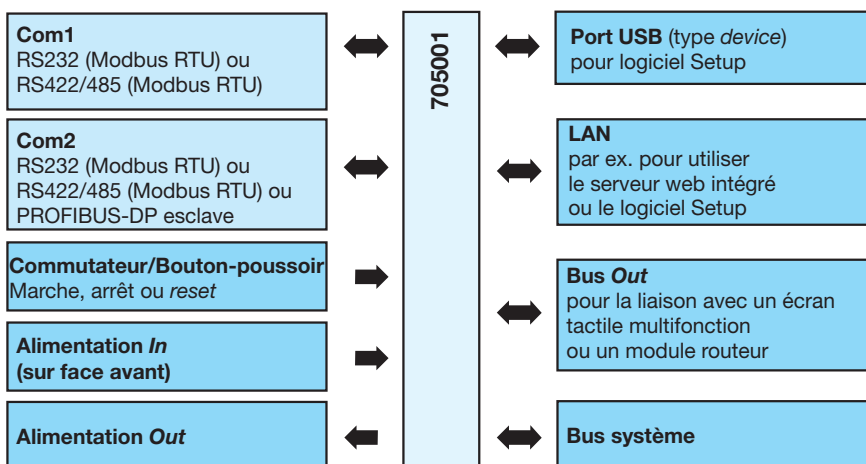 Com1
RS232 (Modbus RTU) ou
RS422/485 (Modbus RTU)
Com2
RS232 (Modbus RTU) ou
RS422/485 (Modbus RTU) ou
PROFIBUS-DP esclave
Commutateur/Bouton-poussoir
Marche, arrêt ou reset
Alimentation In
(sur face avant)
Alimentation Out
705001
Port USB (type device)
pour logiciel Setup
LAN
par ex. pour utiliser
le serveur web intégré
ou le logiciel Setup
Bus Out
pour la liaison avec un écran
tactile multifonction
ou un module routeur
Bus système